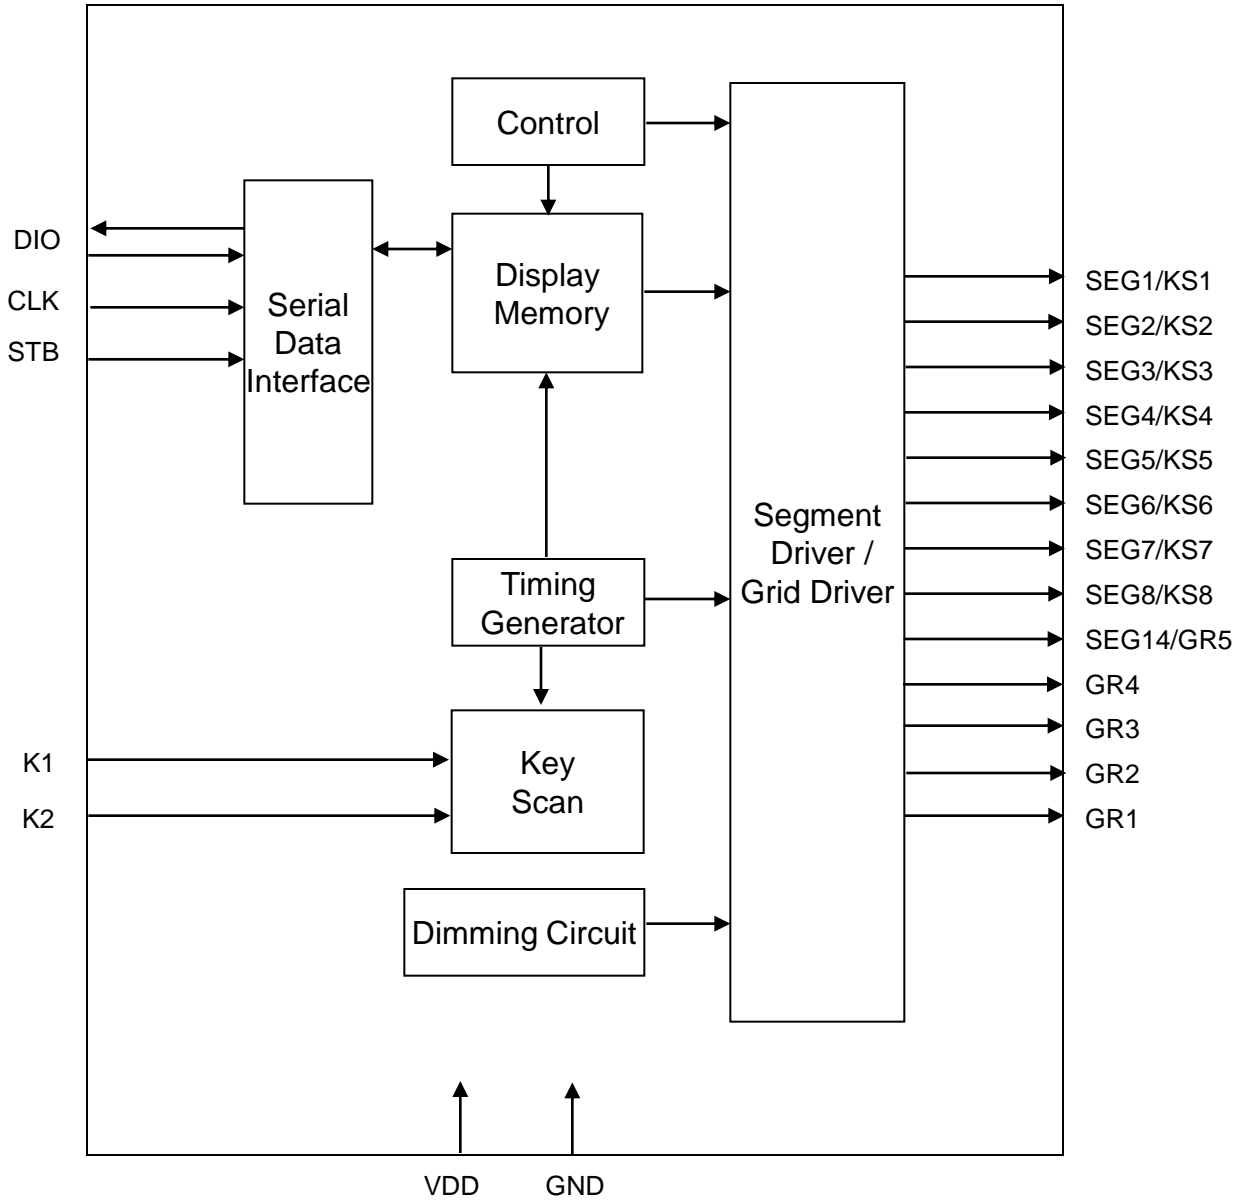 Control
DIO
CLK
STB
Serial
Data
Interface
Display
Memory
Timing
Generator
K1
K2
Key
Scan
Dimming Circuit
Segment
Driver /
Grid Driver
SEG1/KS1
SEG2/KS2
SEG3/KS3
SEG4/KS4
SEG5/KS5
SEG6/KS6
SEG7/KS7
SEG8/KS8
SEG14/GR5
GR4
GR3
GR2
GR1
VDD
GND